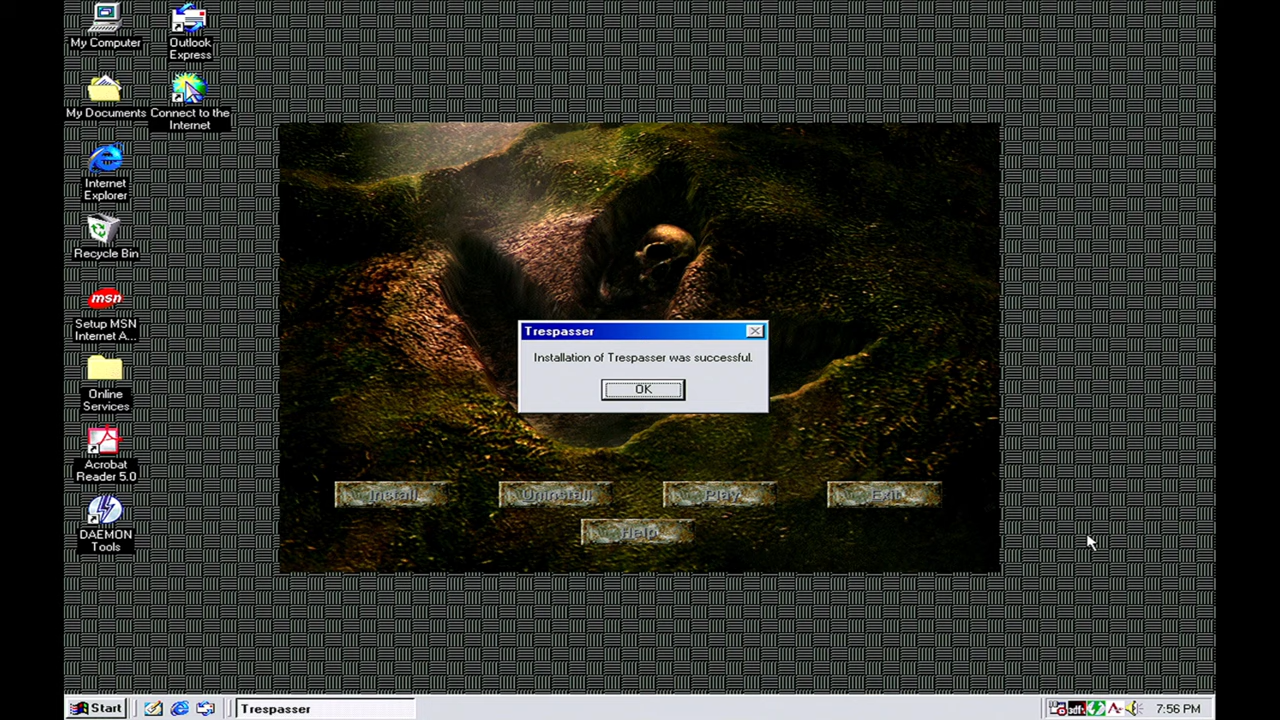 My Computer
Outlook
Express
My Documents
Connect to the
Internet
Internet
Explorer
Recycle Bin
msn
Setup MSN
Internet A...
Online
Services
Acrobat
Reader 5.0
DAEMON
Tools
Trespasser
Installation of Trespasser was successful.
OK
Install
Uninstall
Play
Exit
Help
Start
Trespasser
adf
7:56 PM